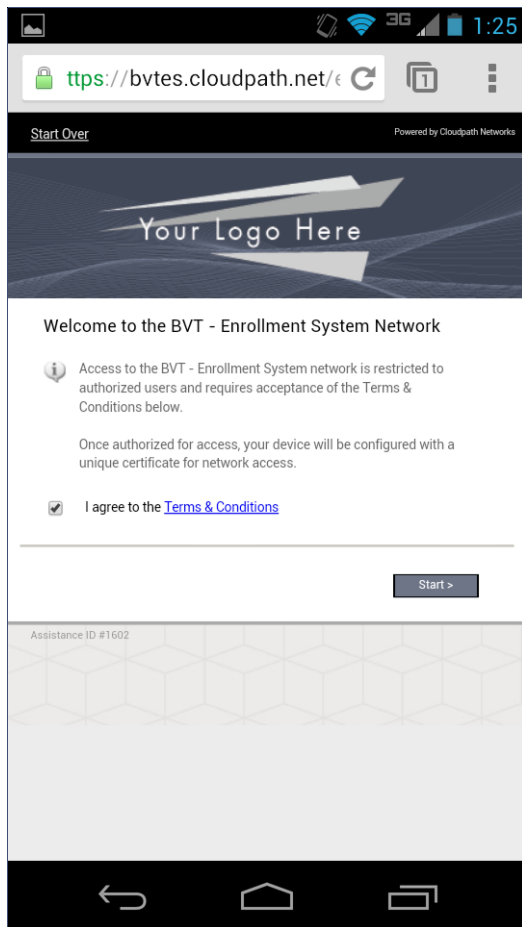 3G 1:25
ttps://bvtes.cloudpath.net/e 1
Start Over Powered by Cloudpath Networks
Your Logo Here
Welcome to the BVT - Enrollment System Network
Access to the BVT - Enrollment System network is restricted to
authorized users and requires acceptance of the Terms &
Conditions below.
Once authorized for access, your device will be configured with a
unique certificate for network access.
I agree to the Terms & Conditions
Start >
Assistance ID #1602